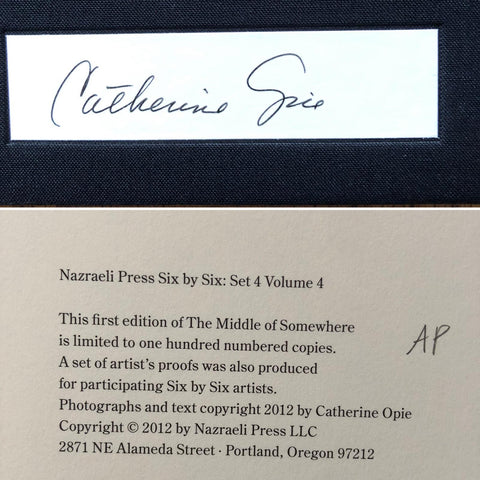 Catherine Opie
Nazraeli Press Six by Six: Set 4 Volume 4
This first edition of The Middle of Somewhere
is limited to one hundred numbered copies.
AP
A set of artist’s proofs was also produced
for participating Six by Six artists.
Photographs and text copyright 2012 by Catherine Opie
Copyright © 2012 by Nazraeli Press LLC
2871 NE Alameda Street · Portland, Oregon 97212